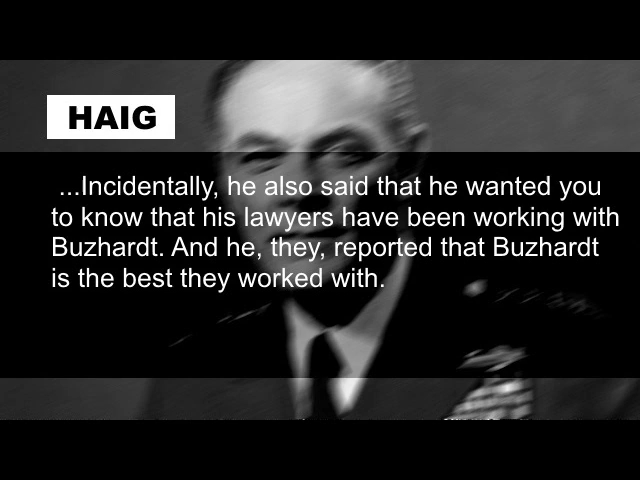 HAIG
...Incidentally, he also said that he wanted you
to know that his lawyers have been working with
Buzhardt. And he, they, reported that Buzhardt
is the best they worked with.